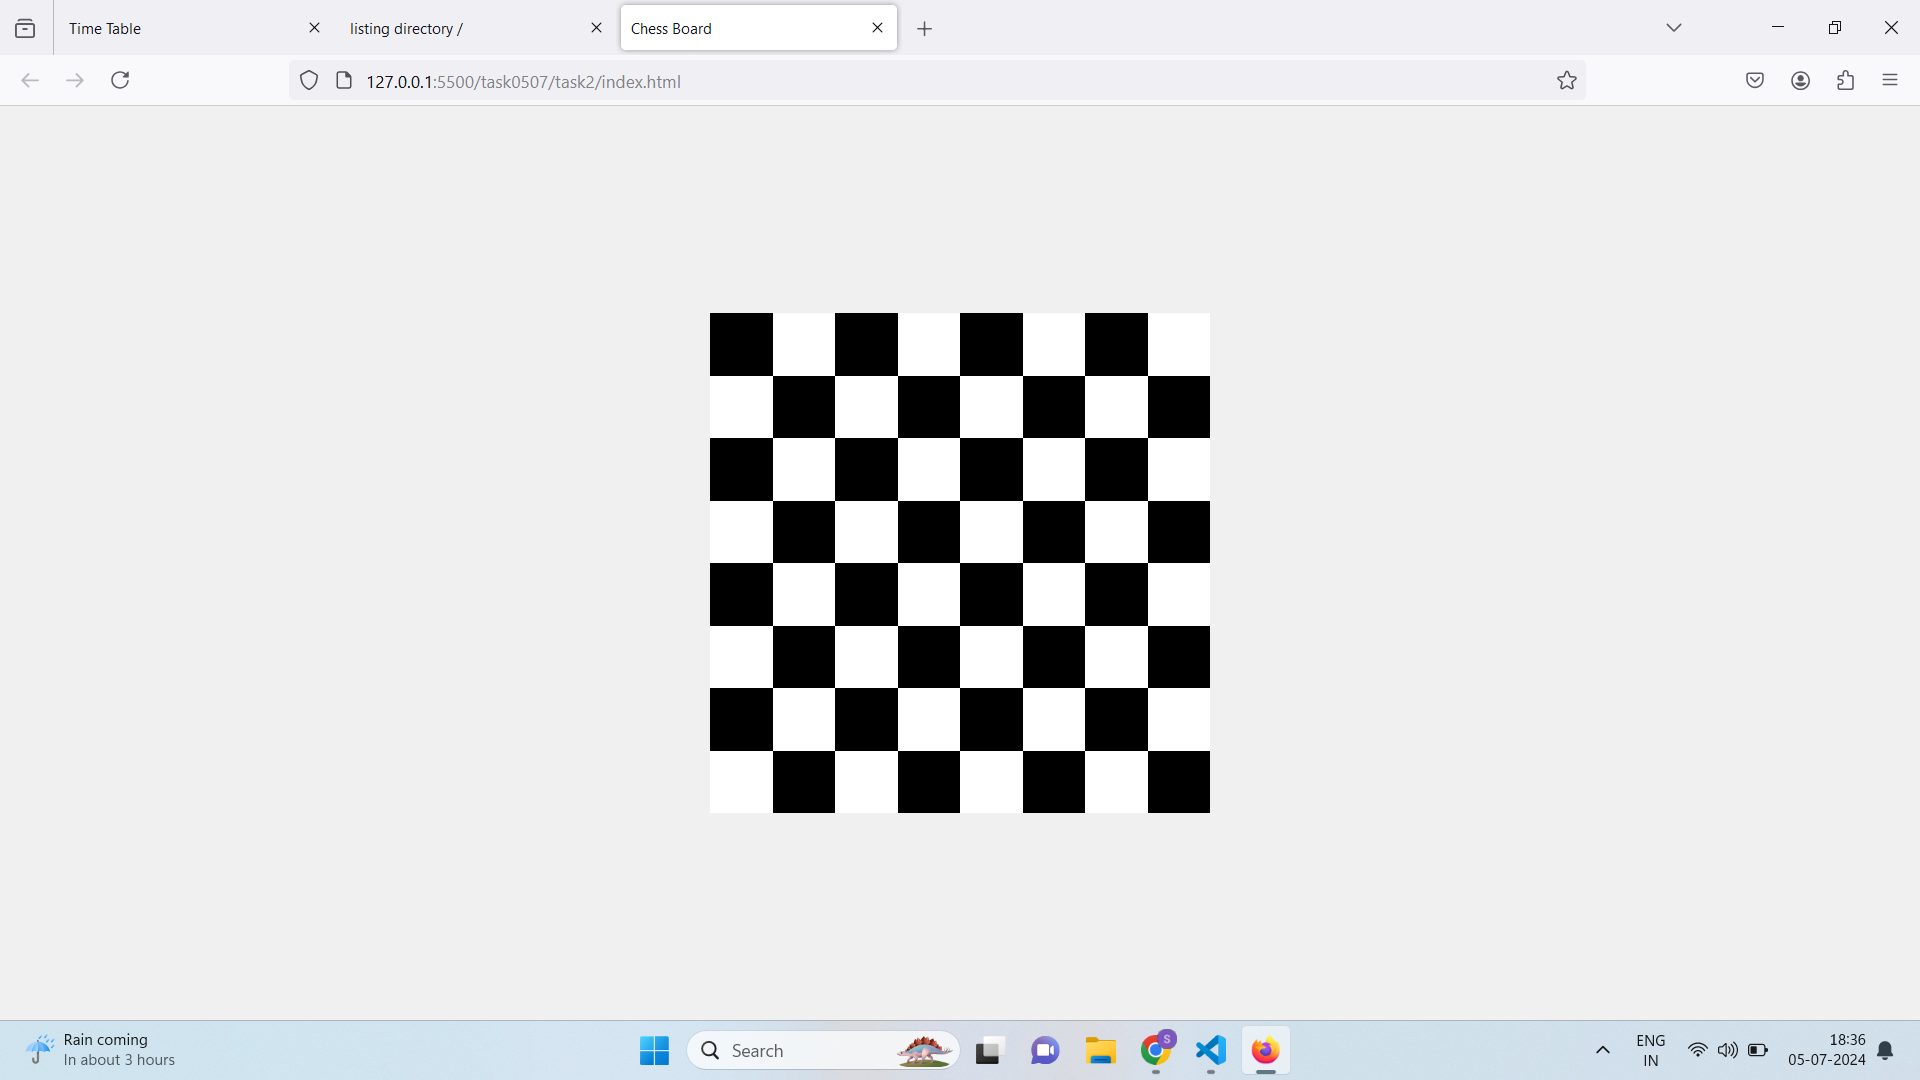 Time Table
listing directory /
Chess Board
127.0.0.1:5500/task0507/task2/index.html
Rain coming
In about 3 hours
Search
S
ENG
IN
18:36
05-07-2024